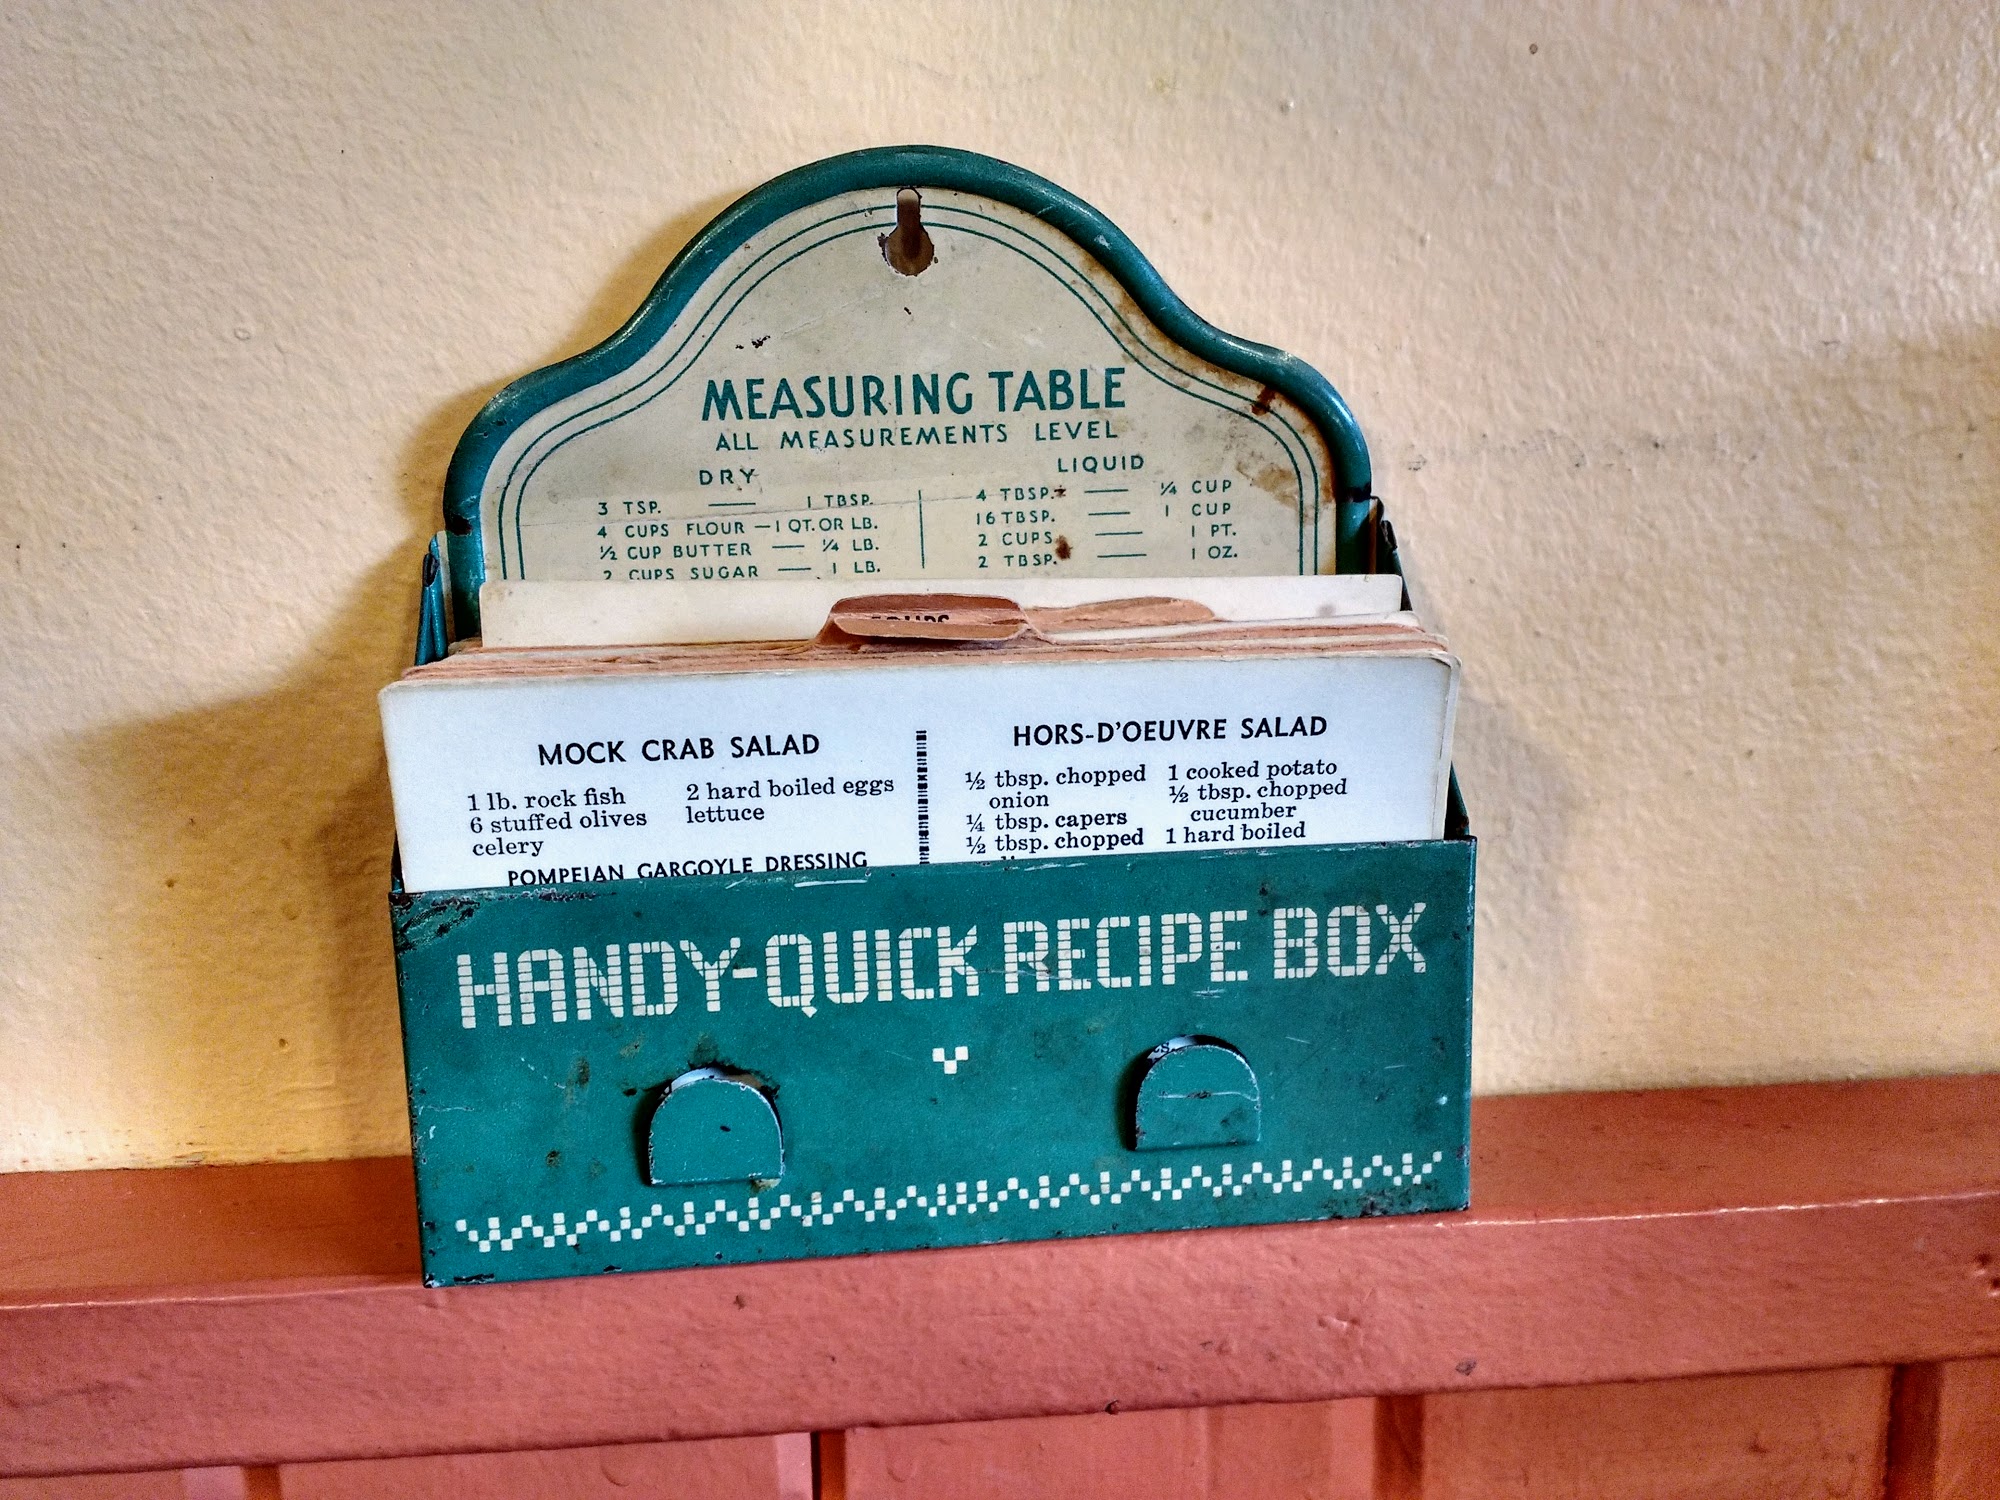 MEASURING TABLE
ALL MEASUREMENTS LEVEL
DRY
3 TSP. — 1 TBSP.
4 CUPS FLOUR — 1 QT. OR LB.
½ CUP BUTTER — ¼ LB.
2 CUPS SUGAR — 1 LB.
LIQUID
4 TBSP. — ¼ CUP
16 TBSP. — 1 CUP
2 CUPS — 1 PT.
2 TBSP. — 1 OZ.
MOCK CRAB SALAD
1 lb. rock fish
6 stuffed olives
celery
2 hard boiled eggs
lettuce
POMPEIAN GARGOYLE DRESSING
HORS-D'OEUVRE SALAD
½ tbsp. chopped
onion
¼ tbsp. capers
½ tbsp. chopped
1 cooked potato
½ tbsp. chopped
cucumber
1 hard boiled
HANDY-QUICK RECIPE BOX